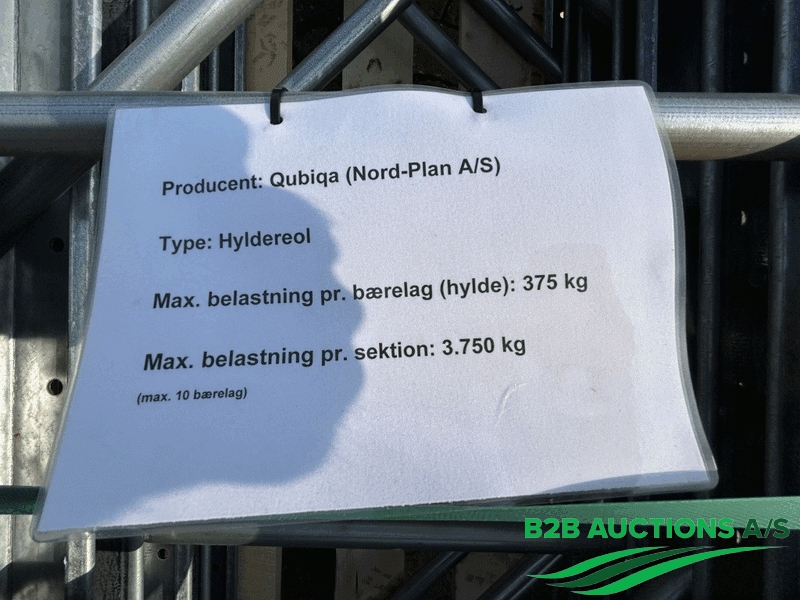 Producent: Qubiqa (Nord-Plan A/S)
Type: Hyldereol
Max. belastning pr. bærelag (hylde): 375 kg
Max. belastning pr. sektion: 3.750 kg
(max. 10 bærelag)
B2B AUCTIONS A/S